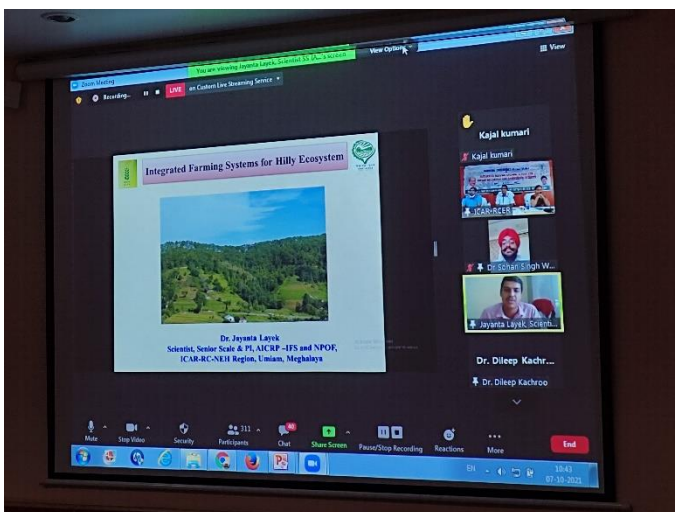 Zoom Meeting
You are viewing Jayanta Layek, Scientist SS
View Options
View
Recording...
LIVE on Custom Live Streaming Service
Integrated Farming Systems for Hilly Ecosystem
Dr. Jayanta Layek
Scientist, Senior Scale & PI, AICRP –IFS and NPOF,
ICAR-RC-NEH Region, Umiam, Meghalaya
Kajal kumari
Kajal kumari
ICAR-RCER
Dr Sohan Singh W...
Jayanta Layek, Scienti...
Dr. Dileep Kachr...
Dr. Dileep Kachroo
Mute
Stop Video
Security
311
Participants
40
Chat
Share Screen
Pause/Stop Recording
Reactions
More
End
EN
10:43
07-10-2021